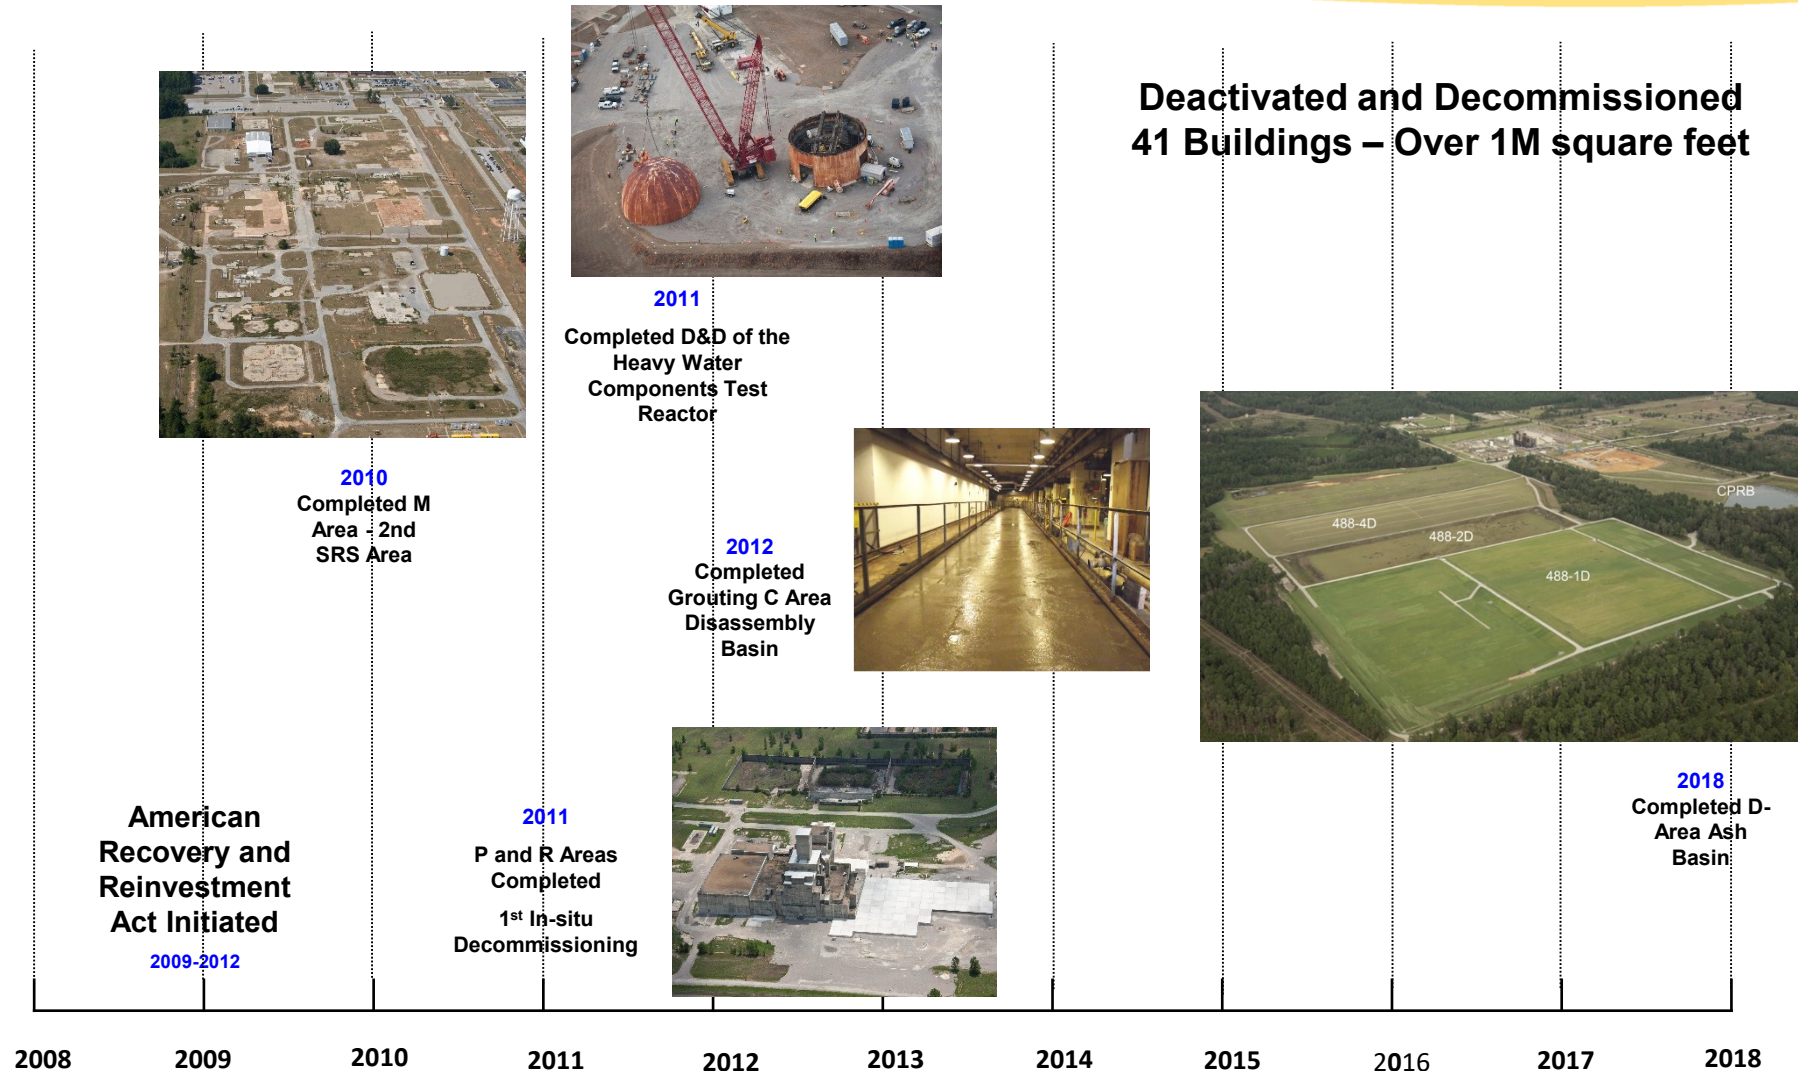 Deactivated and Decommissioned
41 Buildings – Over 1M square feet
2011
Completed D&D of the
Heavy Water
Components Test
Reactor
2010
Completed M
Area - 2nd
SRS Area
2012
Completed
Grouting C Area
Disassembly
Basin
CPRB
488-4D
488-2D
488-1D
American
Recovery and
Reinvestment
Act Initiated
2009-2012
2011
P and R Areas
Completed
1st In-situ
Decommissioning
2018
Completed D-
Area Ash
Basin
2008 2009 2010 2011 2012 2013 2014 2015 2016 2017 2018